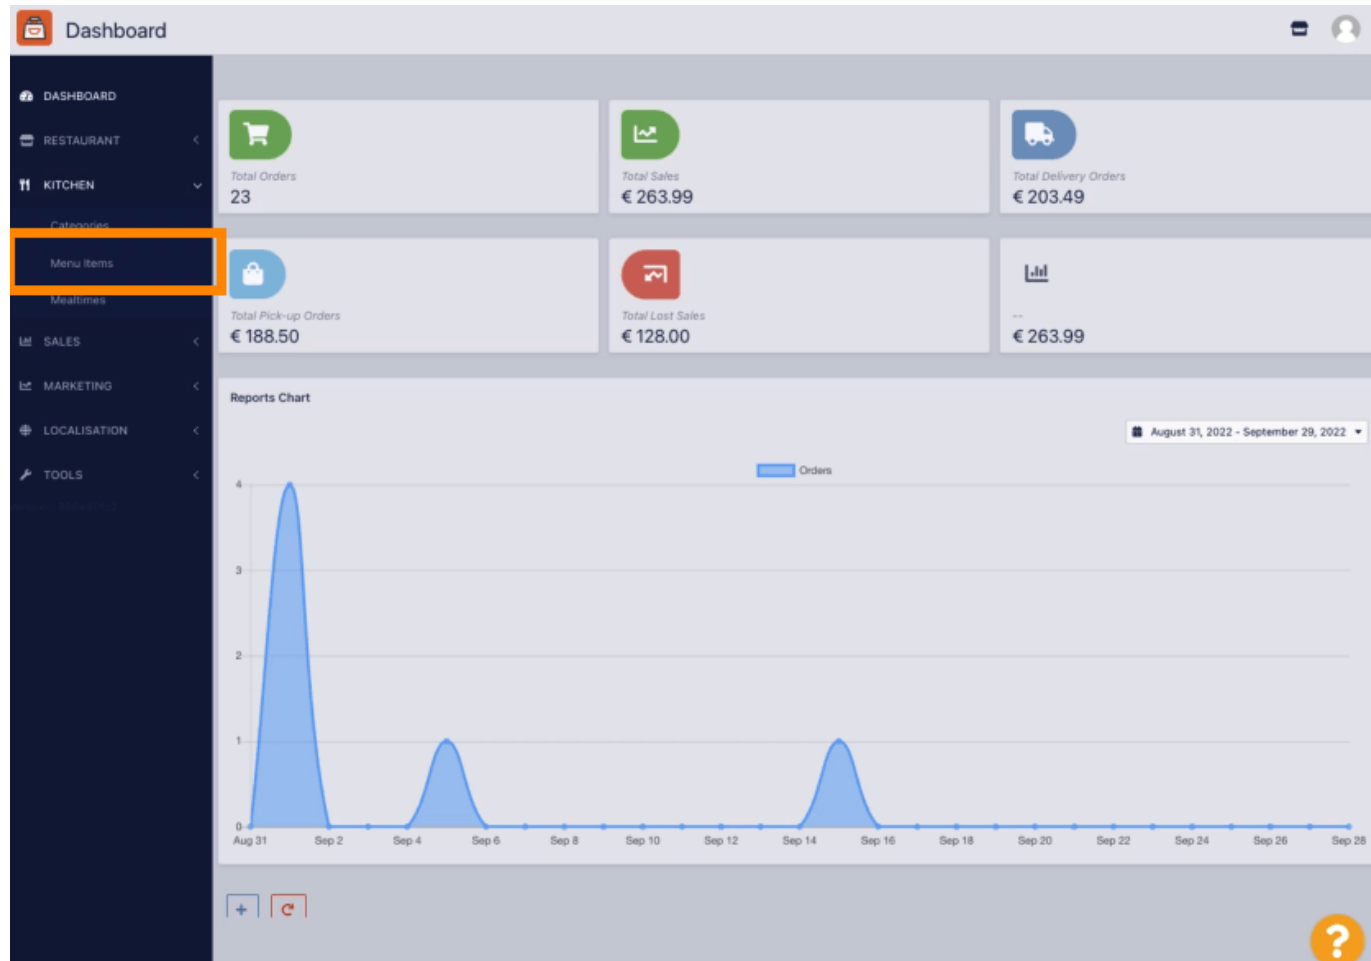 Dashboard
DASHBOARD
RESTAURANT
KITCHEN
Categories
Menu Items
Mealtimes
SALES
MARKETING
LOCALISATION
TOOLS
Total Orders
23
Total Sales
€ 263.99
Total Delivery Orders
€ 203.49
Total Pick-up Orders
€ 188.50
Total Lost Sales
€ 128.00
--
€ 263.99
Reports Chart
August 31, 2022 - September 29, 2022
Orders
4
3
2
1
0
Aug 31 Sep 2 Sep 4 Sep 6 Sep 8 Sep 10 Sep 12 Sep 14 Sep 16 Sep 18 Sep 20 Sep 22 Sep 24 Sep 26 Sep 28
+
?